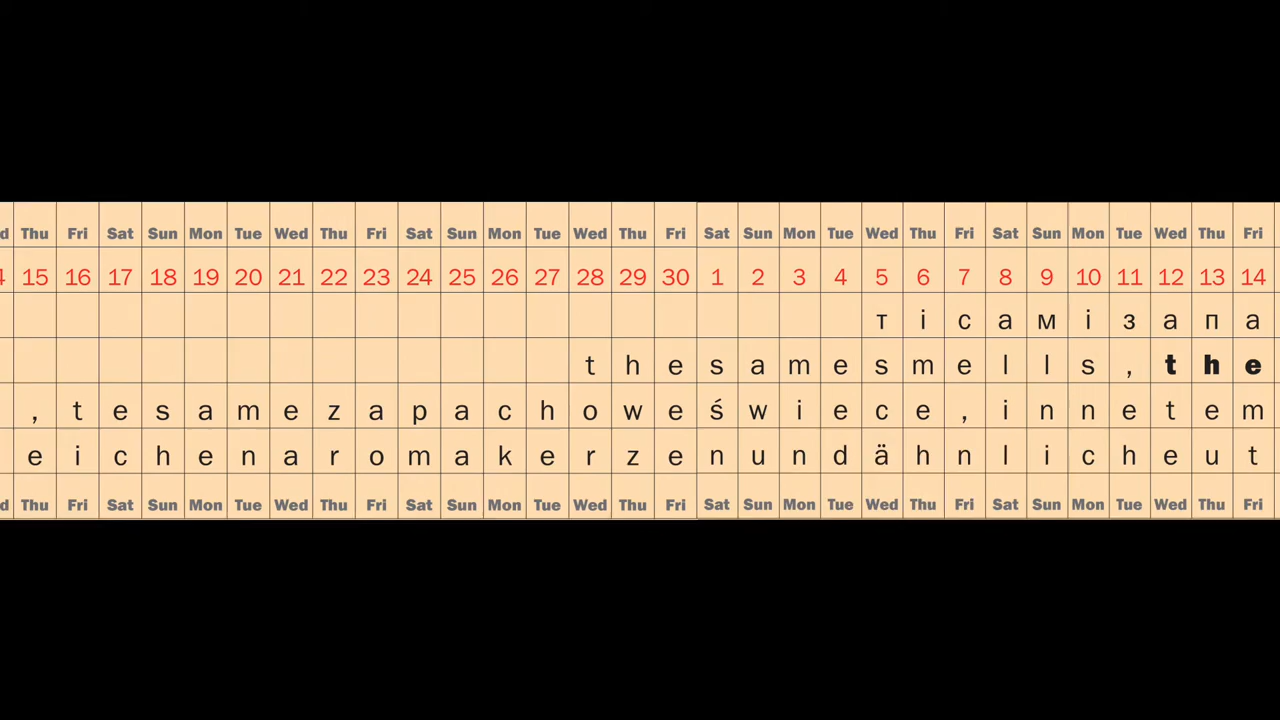 d Thu Fri Sat Sun Mon Tue Wed Thu Fri Sat Sun Mon Tue Wed Thu Fri Sat Sun Mon Tue Wed Thu Fri Sat Sun Mon Tue Wed Thu Fri
4 15 16 17 18 19 20 21 22 23 24 25 26 27 28 29 30 1 2 3 4 5 6 7 8 9 10 11 12 13 14
т і с а м і з а п а
t h e s a m e s m e l l s , t h e
, t e s a m e z a p a c h o w e ś w i e c e , i n n e t e m
e i c h e n a r o m a k e r z e n u n d ä h n l i c h e u t
Thu Fri Sat Sun Mon Tue Wed Thu Fri Sat Sun Mon Tue Wed Thu Fri Sat Sun Mon Tue Wed Thu Fri Sat Sun Mon Tue Wed Thu Fri